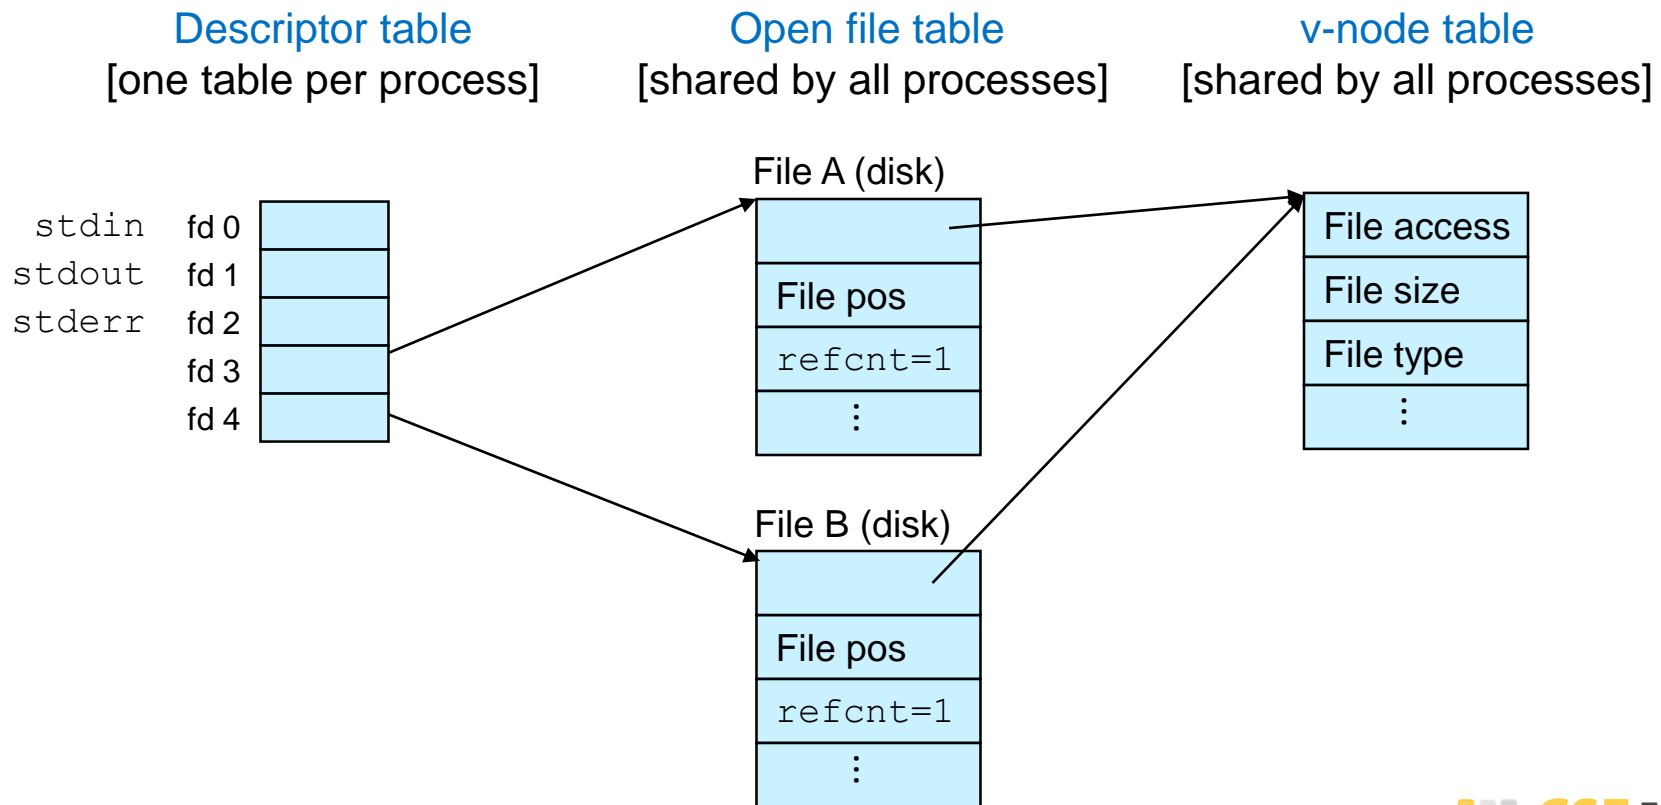 Descriptor table
[one table per process]
Open file table
[shared by all processes]
v-node table
[shared by all processes]
stdin fd 0
stdout fd 1
stderr fd 2
fd 3
fd 4
File A (disk)
File pos
refcnt=1
⋮
File B (disk)
File pos
refcnt=1
⋮
File access
File size
File type
⋮